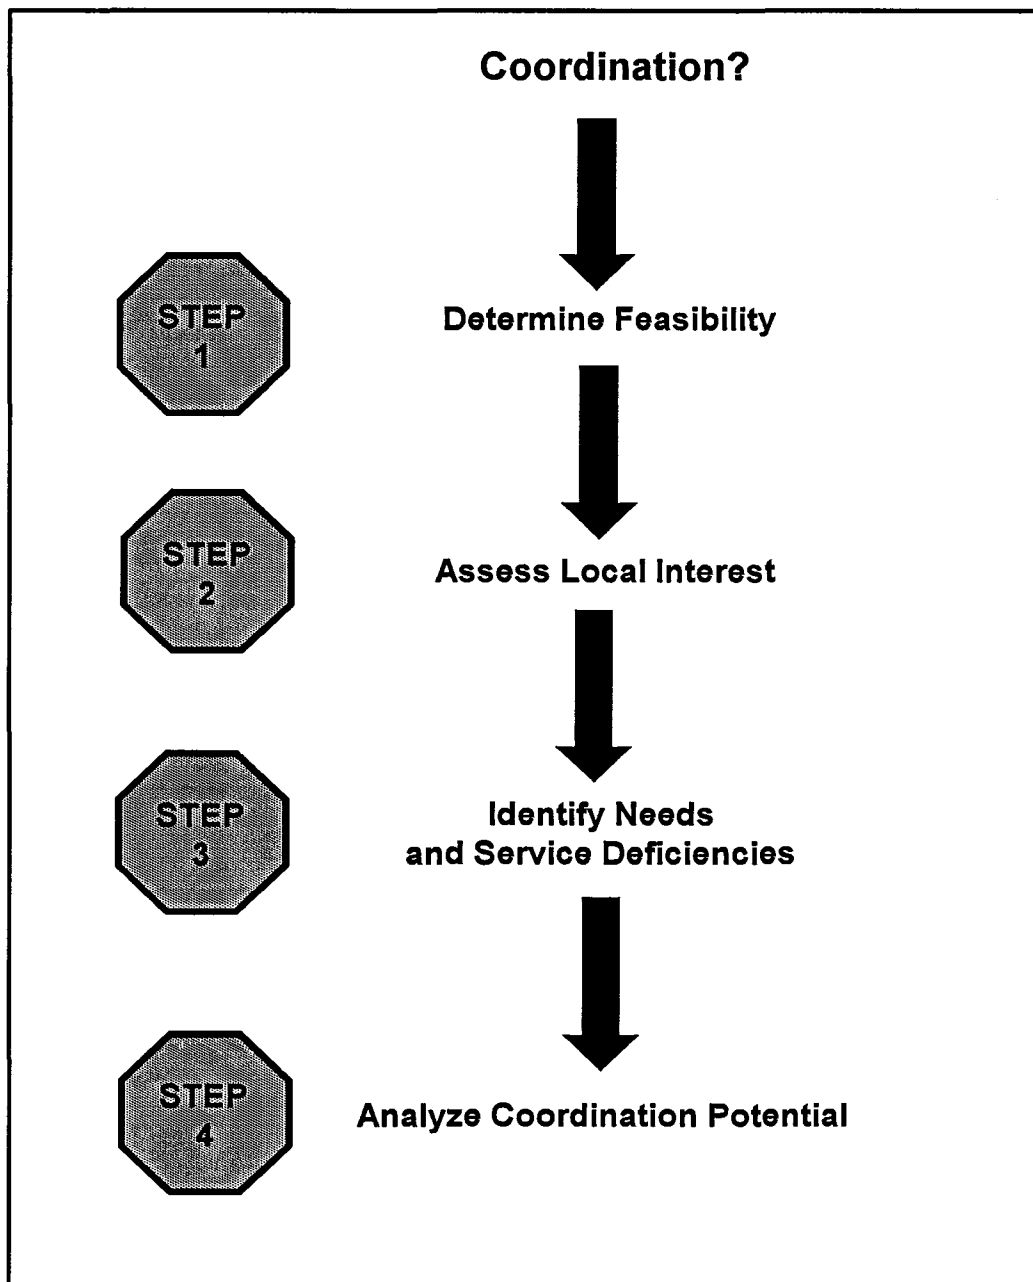 Coordination?
STEP
1
Determine Feasibility
STEP
2
Assess Local Interest
STEP
3
Identify Needs
and Service Deficiencies
STEP
4
Analyze Coordination Potential